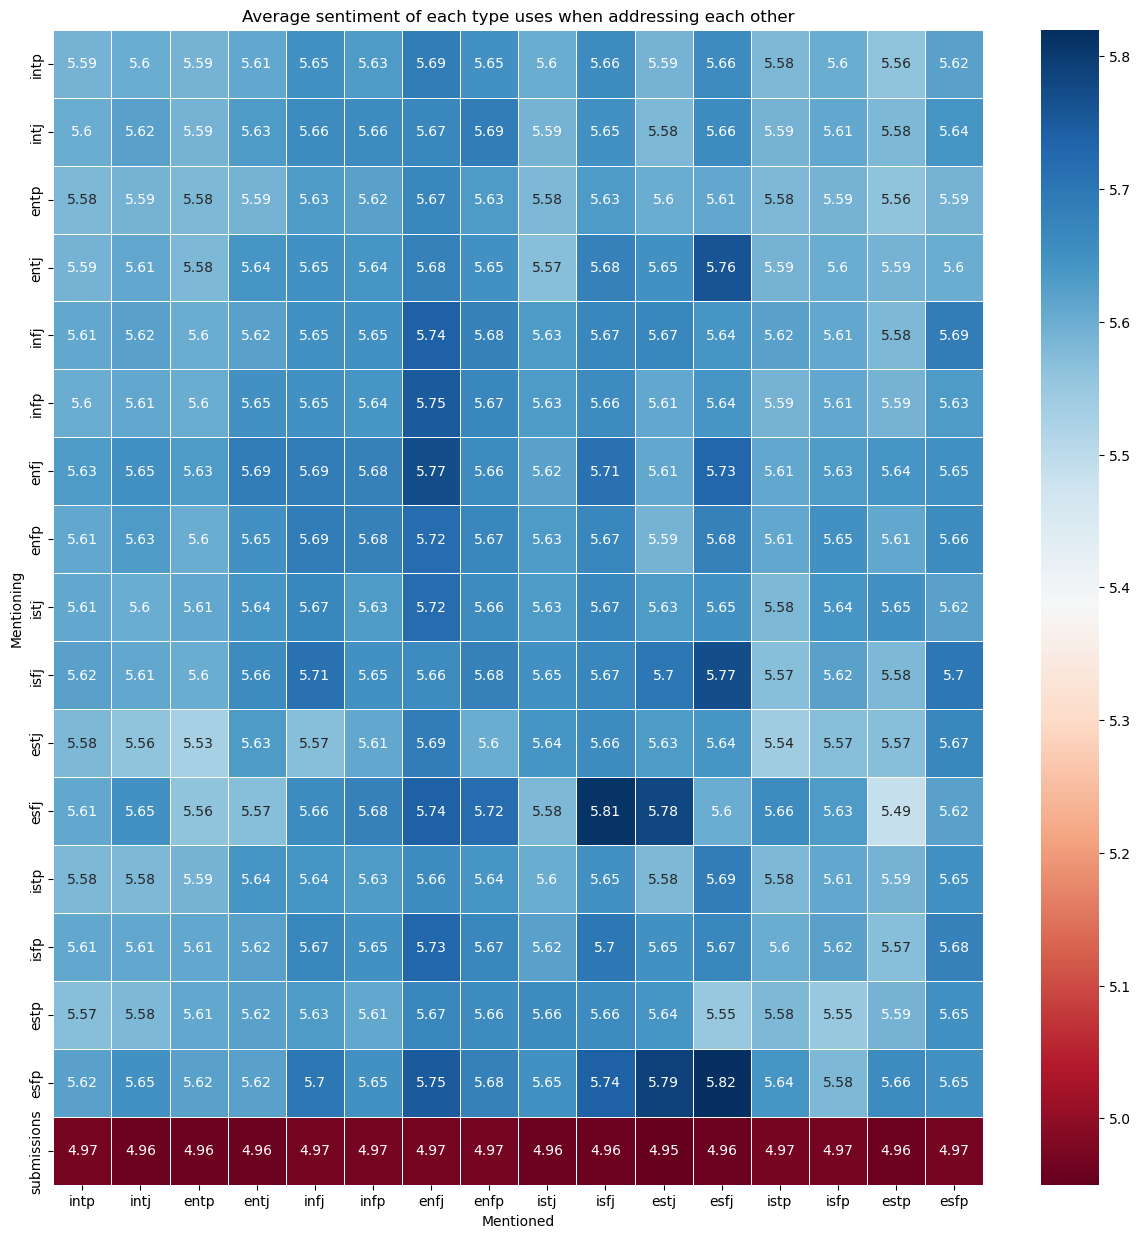 Average sentiment of each type uses when addressing each other
intp 5.59 5.6 5.59 5.61 5.65 5.63 5.69 5.65 5.6 5.66 5.59 5.66 5.58 5.6 5.56 5.62
intj 5.6 5.62 5.59 5.63 5.66 5.66 5.67 5.69 5.59 5.65 5.58 5.66 5.59 5.61 5.58 5.64
entp 5.58 5.59 5.58 5.59 5.63 5.62 5.67 5.63 5.58 5.63 5.6 5.61 5.58 5.59 5.56 5.59
entj 5.59 5.61 5.58 5.64 5.65 5.64 5.68 5.65 5.57 5.68 5.65 5.76 5.59 5.6 5.59 5.6
infj 5.61 5.62 5.6 5.62 5.65 5.65 5.74 5.68 5.63 5.67 5.67 5.64 5.62 5.61 5.58 5.69
infp 5.6 5.61 5.6 5.65 5.65 5.64 5.75 5.67 5.63 5.66 5.61 5.64 5.59 5.61 5.59 5.63
enfj 5.63 5.65 5.63 5.69 5.69 5.68 5.77 5.66 5.62 5.71 5.61 5.73 5.61 5.63 5.64 5.65
enfp 5.61 5.63 5.6 5.65 5.69 5.68 5.72 5.67 5.63 5.67 5.59 5.68 5.61 5.65 5.61 5.66
istj 5.61 5.6 5.61 5.64 5.67 5.63 5.72 5.66 5.63 5.67 5.63 5.65 5.58 5.64 5.65 5.62
isfj 5.62 5.61 5.6 5.66 5.71 5.65 5.66 5.68 5.65 5.67 5.7 5.77 5.57 5.62 5.58 5.7
estj 5.58 5.56 5.53 5.63 5.57 5.61 5.69 5.6 5.64 5.66 5.63 5.64 5.54 5.57 5.57 5.67
esfj 5.61 5.65 5.56 5.57 5.66 5.68 5.74 5.72 5.58 5.81 5.78 5.6 5.66 5.63 5.49 5.62
istp 5.58 5.58 5.59 5.64 5.64 5.63 5.66 5.64 5.6 5.65 5.58 5.69 5.58 5.61 5.59 5.65
isfp 5.61 5.61 5.61 5.62 5.67 5.65 5.73 5.67 5.62 5.7 5.65 5.67 5.6 5.62 5.57 5.68
estp 5.57 5.58 5.61 5.62 5.63 5.61 5.67 5.66 5.66 5.66 5.64 5.55 5.58 5.55 5.59 5.65
esfp 5.62 5.65 5.62 5.62 5.7 5.65 5.75 5.68 5.65 5.74 5.79 5.82 5.64 5.58 5.66 5.65
submissions 4.97 4.96 4.96 4.96 4.97 4.97 4.97 4.97 4.96 4.96 4.95 4.96 4.97 4.97 4.96 4.97
intp intj entp entj infj infp enfj enfp istj isfj estj esfj istp isfp estp esfp
Mentioned
Mentioning
5.8
5.7
5.6
5.5
5.4
5.3
5.2
5.1
5.0